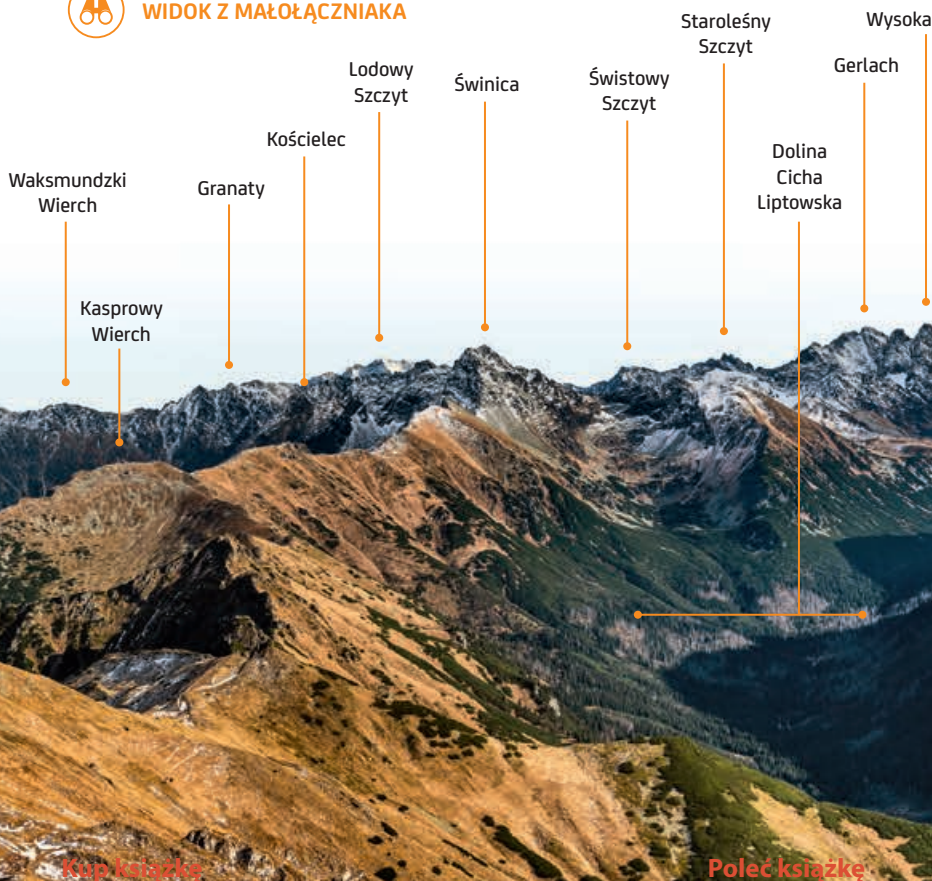 WIDOK Z MAŁOŁĄCZNIAKA
Staroleśny
Szczyt
Wysoka
Lodowy
Szczyt
Świnica
Świstowy
Szczyt
Gerlach
Kościelec
Dolina
Cicha
Liptowska
Waksmundzki
Wierch
Granaty
Kasprowy
Wierch
Kup książkę
Poleć książkę